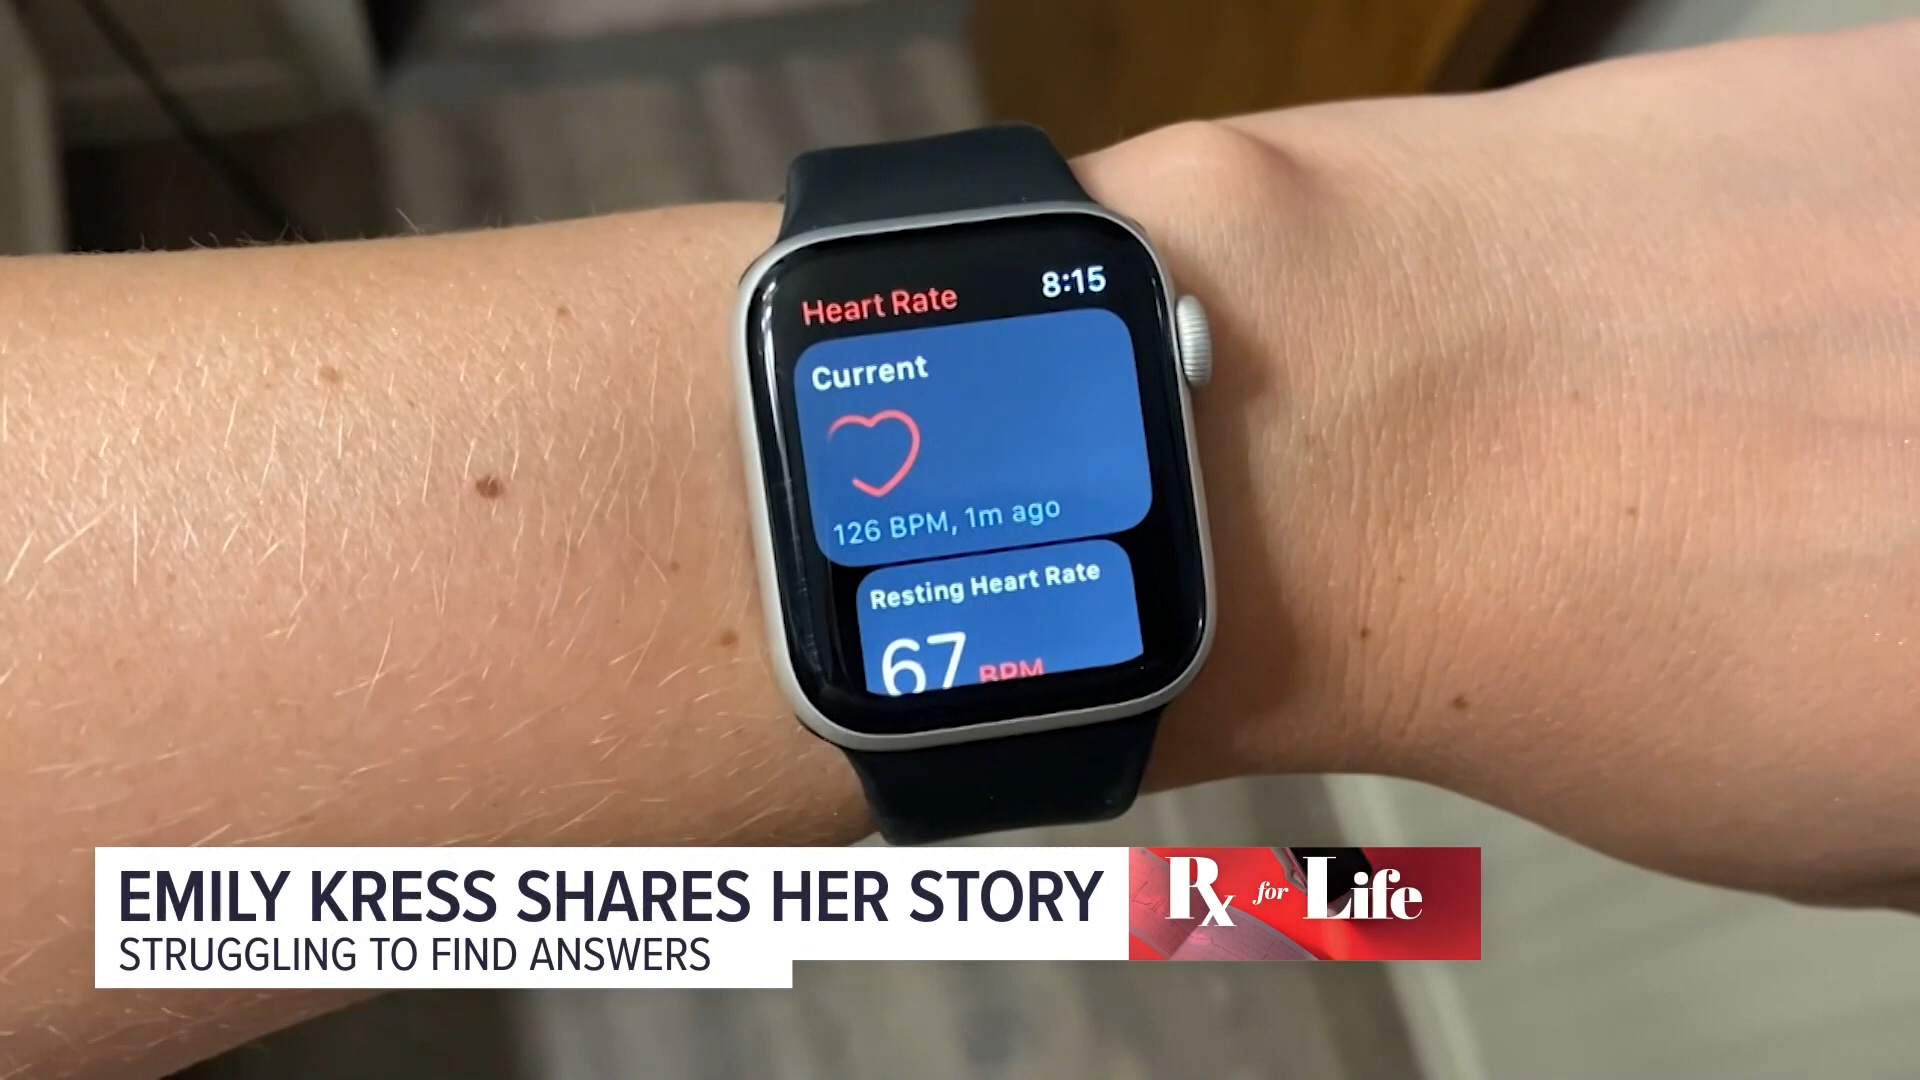 Heart Rate
8:15
Current
126 BPM, 1m ago
Resting Heart Rate
67 BPM
EMILY KRESS SHARES HER STORY
STRUGGLING TO FIND ANSWERS
Rx for Life